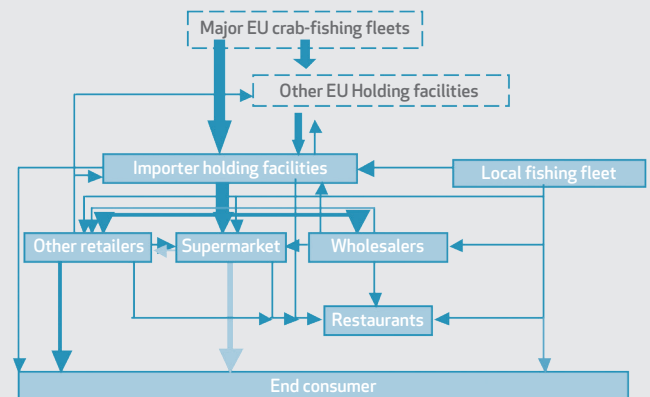 Major EU crab-fishing fleets
Other EU Holding facilities
Importer holding facilities
Local fishing fleet
Other retailers
Supermarket
Wholesalers
Restaurants
End consumer